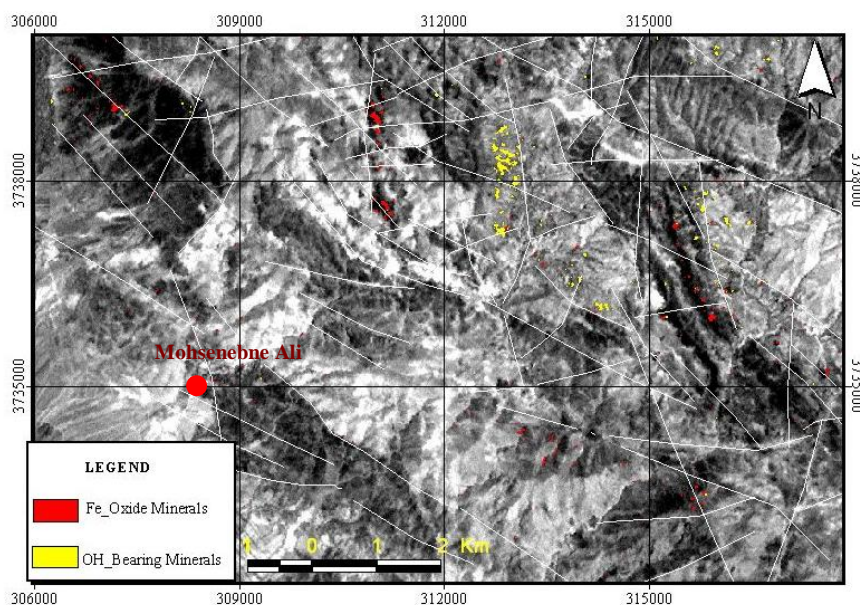 306000 309000 312000 315000
N
3738000 3738000
Mohsenebne Ali
3735000 3735000
LEGEND
Fe_Oxide Minerals
OH_Bearing Minerals
1 0 1 2 Km
306000 309000 312000 315000